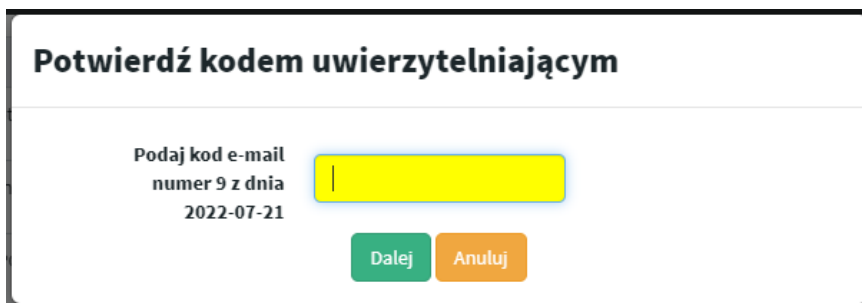 Potwierdź kodem uwierzytelniającym
Podaj kod e-mail
numer 9 z dnia
2022-07-21
Dalej Anuluj